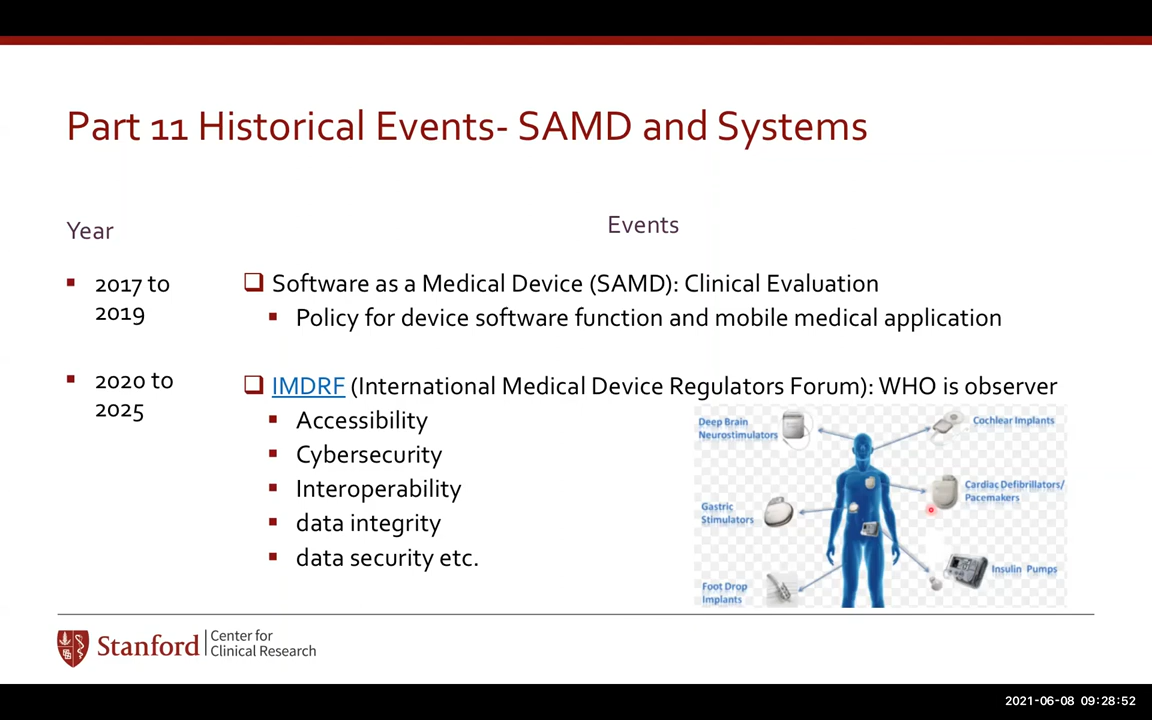 Part 11 Historical Events- SAMD and Systems
Year
Events
2017 to
2019
Software as a Medical Device (SAMD): Clinical Evaluation
Policy for device software function and mobile medical application
2020 to
2025
IMDRF (International Medical Device Regulators Forum): WHO is observer
Accessibility
Cybersecurity
Interoperability
data integrity
data security etc.
Deep Brain
Neurostimulators
Cochlear Implants
Gastric
Stimulators
Cardiac Defibrillators/
Pacemakers
Foot Drop
Implants
Insulin Pumps
Stanford
Center for
Clinical Research
2021-06-08 09:28:52